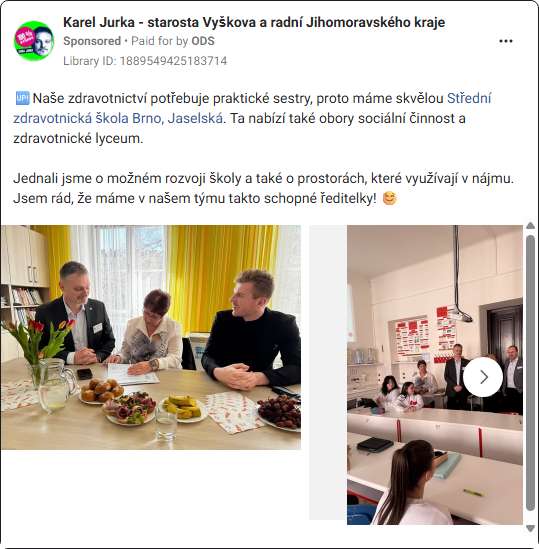 Karel Jurka - starosta Vyškova a radní Jihomoravského kraje
Sponsored • Paid for by ODS
Library ID: 1889549425183714
UP! Naše zdravotnictví potřebuje praktické sestry, proto máme skvělou Střední
zdravotnická škola Brno, Jaselská. Ta nabízí také obory sociální činnost a
zdravotnické lyceum.
Jednali jsme o možném rozvoji školy a také o prostorách, které využívají v nájmu.
Jsem rád, že máme v našem týmu takto schopné ředitelky! 😊